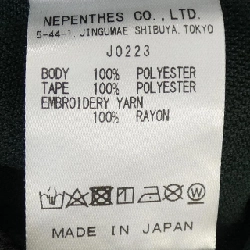 NEPENTHES CO., LTD.
JINGUMAE SHIBUYA, TOKYO
J0223
BODY 100% POLYESTER
TAPE 100% POLYESTER
EMBROIDERY YARN
100% RAYON
MADE IN JAPAN